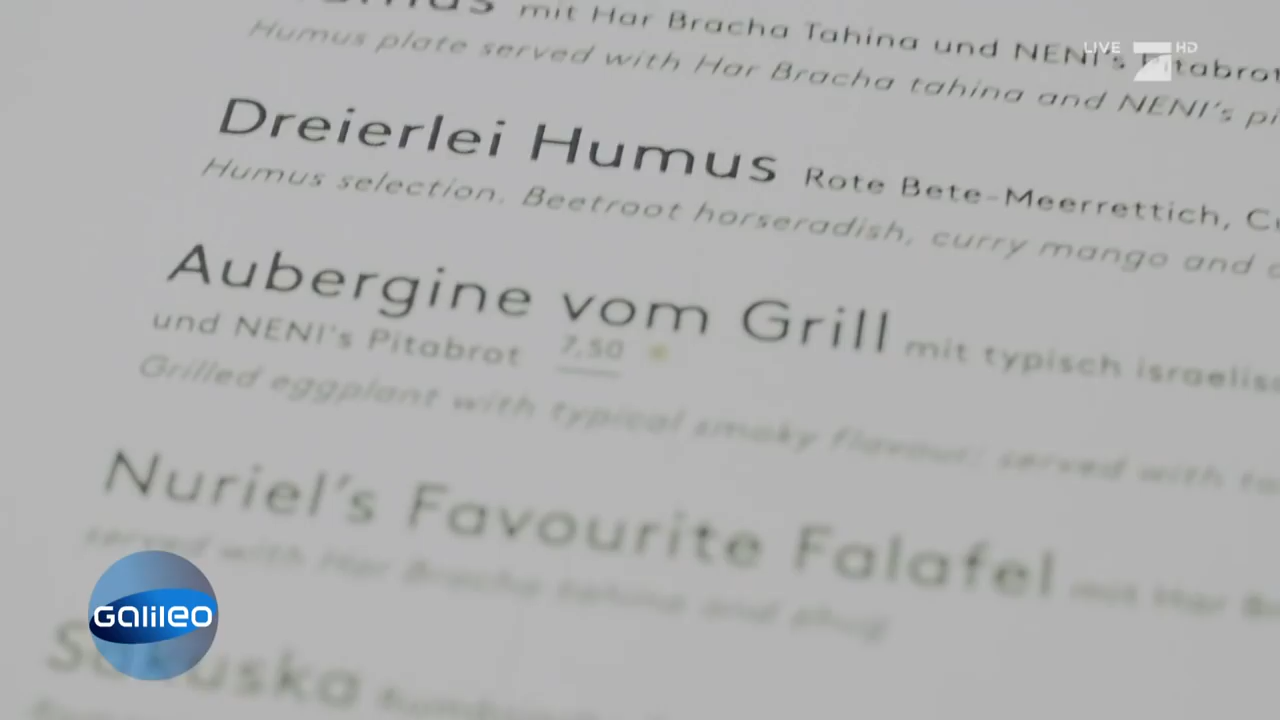 mit Har Bracha Tahina und NENI's Pitabrot
Humus plate served with Har Bracha tahina and NENI's
LIVE HD
Dreierlei Humus Rote Bete-Meerrettich,
Humus selection. Beetroot horseradish, curry mango and
Aubergine vom Grill mit typisch
und NENI's Pitabrot 7,50
Grilled eggplant with typical smoky flavour; served with
Nuriel's Favourite Falafel mit Har
served with Har Bracha tahina and
Galileo